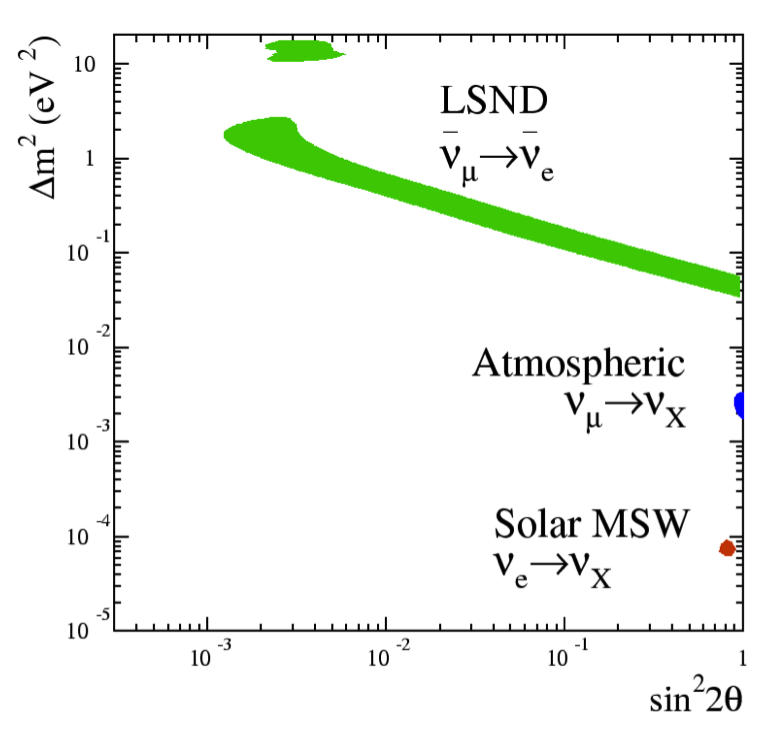 Δm² (eV²)
10
1
10⁻¹
10⁻²
10⁻³
10⁻⁴
10⁻⁵
LSND
ν̄μ→ν̄e
Atmospheric
νμ→νX
Solar MSW
νe→νX
10⁻³ 10⁻² 10⁻¹ 1
sin²2θ